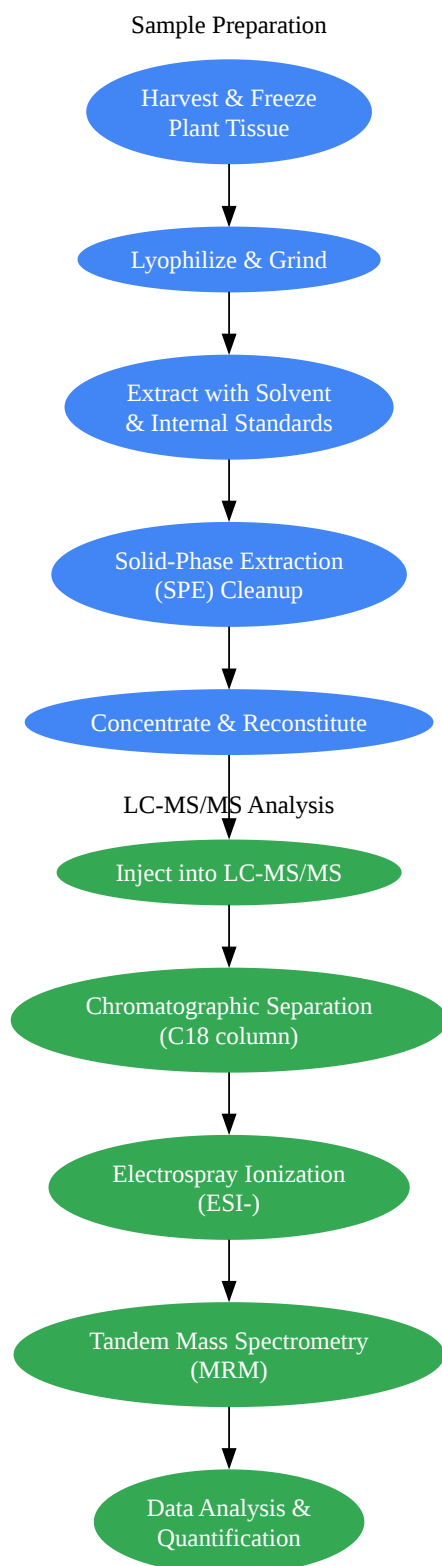 Sample Preparation
Harvest & Freeze
Plant Tissue
Lyophilize & Grind
Extract with Solvent
& Internal Standards
Solid-Phase Extraction
(SPE) Cleanup
Concentrate & Reconstitute
LC-MS/MS Analysis
Inject into LC-MS/MS
Chromatographic Separation
(C18 column)
Electrospray Ionization
(ESI-)
Tandem Mass Spectrometry
(MRM)
Data Analysis &
Quantification